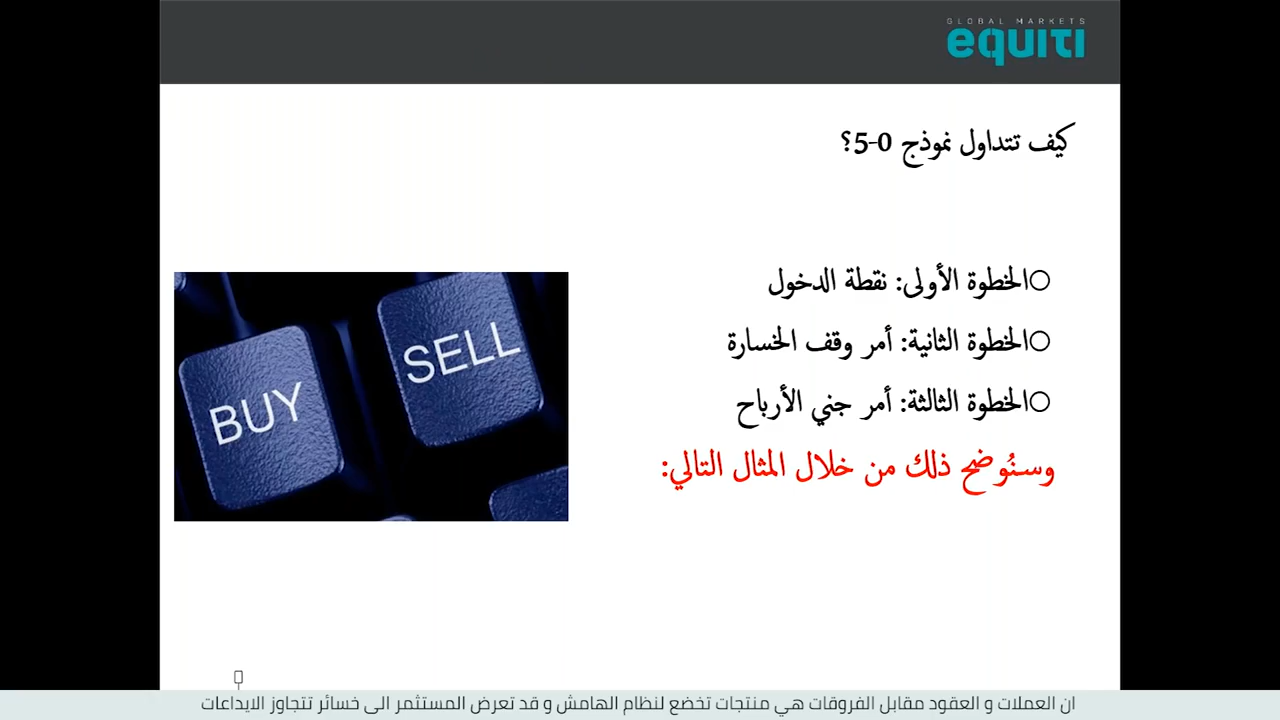 GLOBAL MARKETS
equiti
كيف تتداول نموذج 0-5؟
الخطوة الأولى: نقطة الدخول
الخطوة الثانية: أمر وقف الخسارة
الخطوة الثالثة: أمر جني الأرباح
وسنُوضح ذلك من خلال المثال التالي:
BUY
SELL
ان العملات و العقود مقابل الفروقات هي منتجات تخضع لنظام الهامش و قد تعرض المستثمر الى خسائر تتجاوز الايداعات